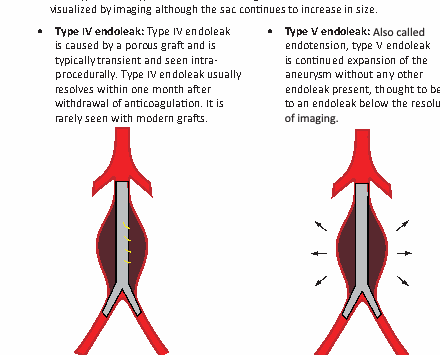 visualized by imaging although the sac continues to increase in size.
• Type IV endoleak: Type IV endoleak
is caused by a porous graft and is
typically transient and seen intra-
procedurally. Type IV endoleak usually
resolves within one month after
withdrawal of anticoagulation. It is
rarely seen with modern grafts.
• Type V endoleak: Also called
endotension, type V endoleak
is continued expansion of the
aneurysm without any other
endoleak present, thought to be
to an endoleak below the
of imaging.